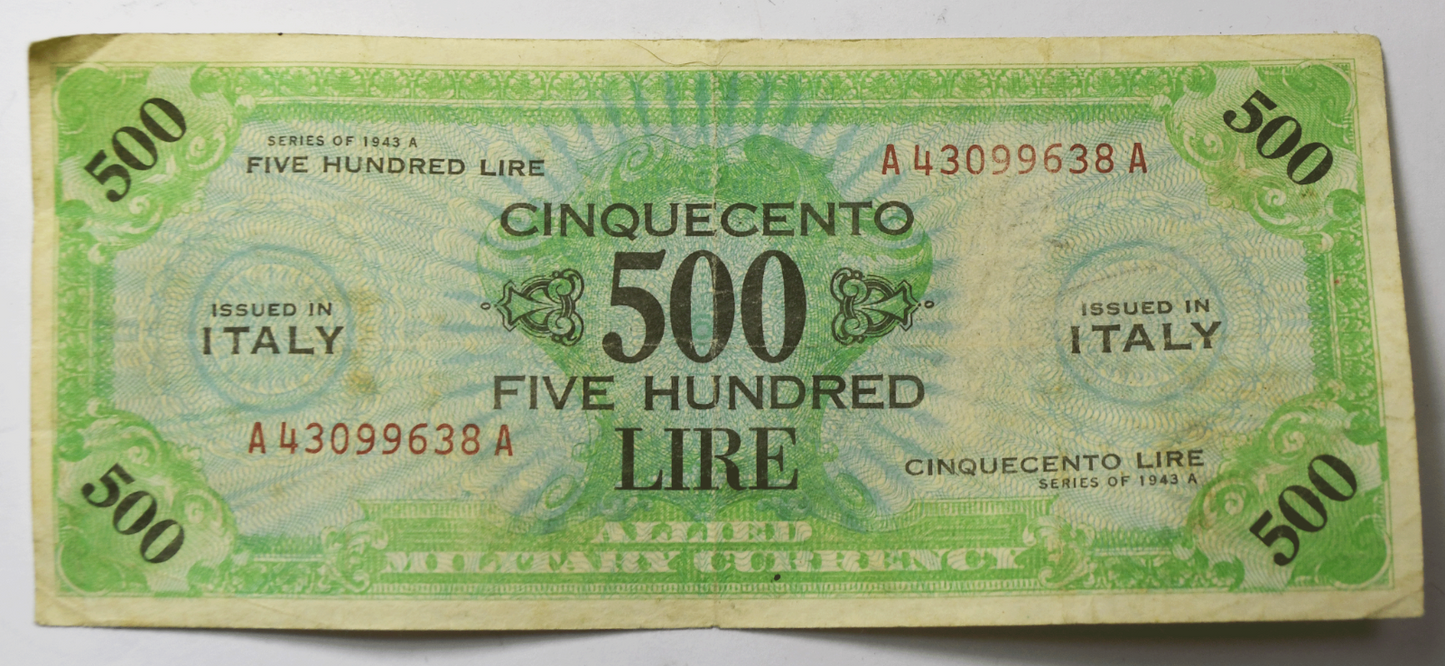 500
500
SERIES OF 1943 A
FIVE HUNDRED LIRE
A 43099638 A
CINQUECENTO
500
ISSUED IN
ITALY
ISSUED IN
ITALY
FIVE HUNDRED
LIRE
A 43099638 A
CINQUECENTO LIRE
SERIES OF 1943 A
500
500
ALLIED
MILITARY CURRENCY